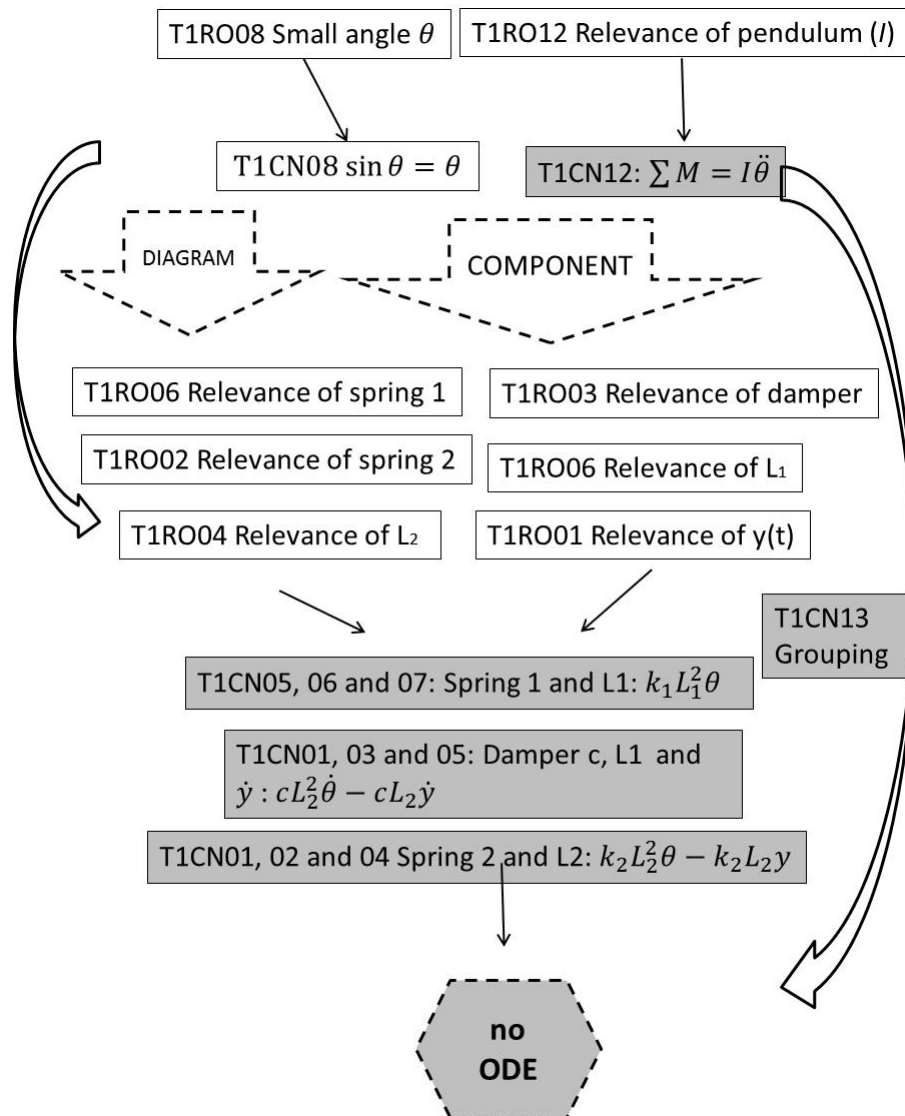 T1RO08 Small angle θ
T1RO12 Relevance of pendulum (I)
T1CN08 sin θ = θ
T1CN12: ∑ M = Iθ̈
DIAGRAM
COMPONENT
T1RO06 Relevance of spring 1
T1RO03 Relevance of damper
T1RO02 Relevance of spring 2
T1RO06 Relevance of L₁
T1RO04 Relevance of L₂
T1RO01 Relevance of y(t)
T1CN13
Grouping
T1CN05, 06 and 07: Spring 1 and L1: k₁L₁²θ
T1CN01, 03 and 05: Damper c, L1 and
ẏ : cL₂²θ̇ − cL₂ẏ
T1CN01, 02 and 04 Spring 2 and L2: k₂L₂²θ − k₂L₂y
no
ODE